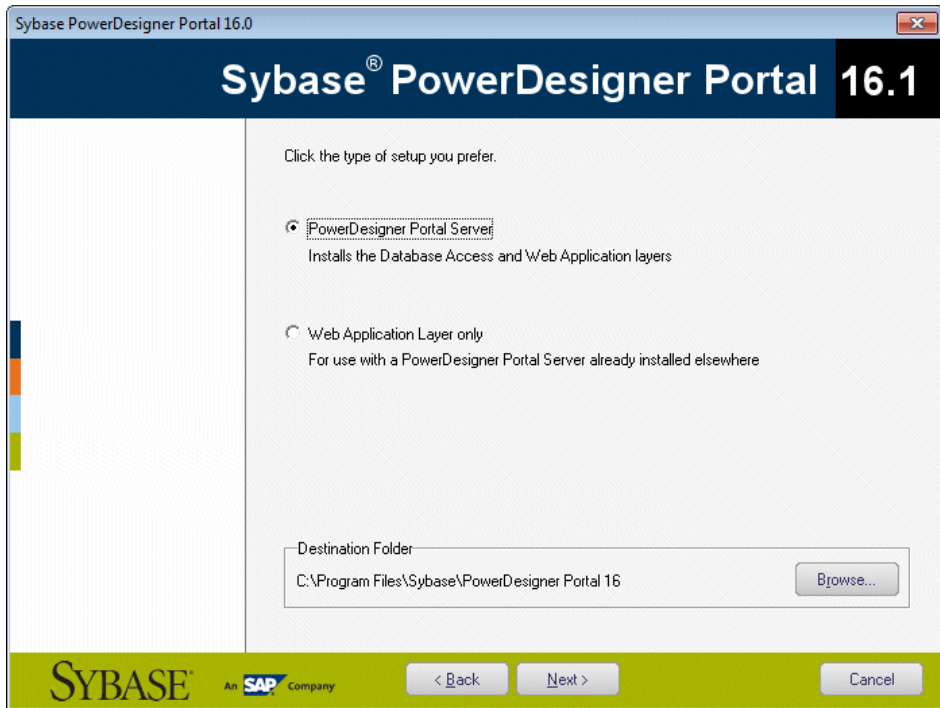 Sybase PowerDesigner Portal 16.0
Sybase® PowerDesigner Portal 16.1
Click the type of setup you prefer.
PowerDesigner Portal Server
Installs the Database Access and Web Application layers
Web Application Layer only
For use with a PowerDesigner Portal Server already installed elsewhere
Destination Folder
C:\Program Files\Sybase\PowerDesigner Portal 16
Browse...
SYBASE An SAP Company
< Back
Next >
Cancel